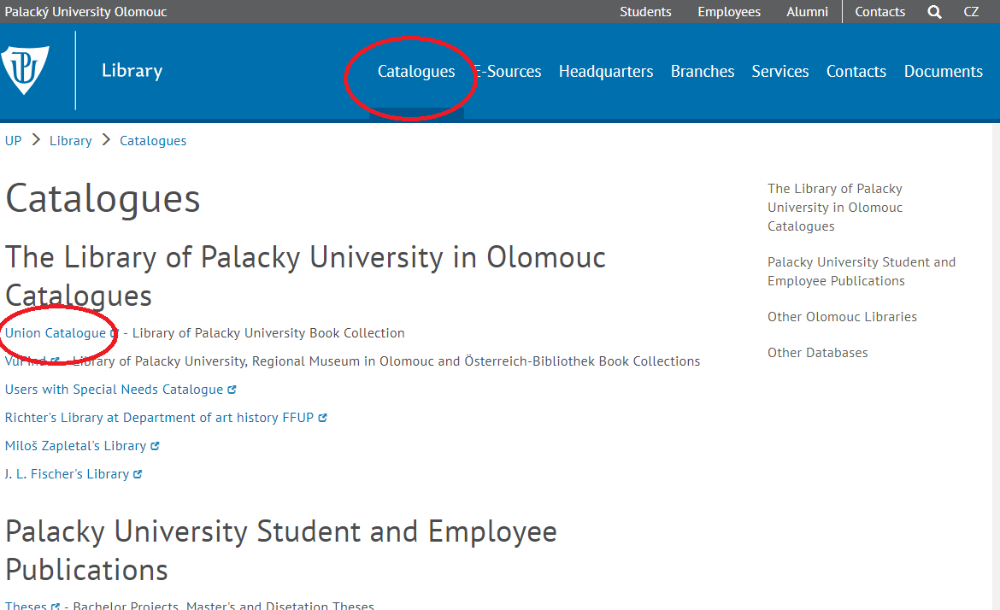 Palacký University Olomouc Students Employees Alumni Contacts CZ
UP Library Catalogues E-Sources Headquarters Branches Services Contacts Documents
UP Library Catalogues
Catalogues
The Library of Palacky University in Olomouc
Catalogues
Union Catalogue - Library of Palacky University Book Collection
VuFind - Library of Palacky University, Regional Museum in Olomouc and Österreich-Bibliothek Book Collections
Users with Special Needs Catalogue
Richter's Library at Department of art history FFUP
Miloš Zapletal's Library
J. L. Fischer's Library
Palacky University Student and Employee
Publications
Theses - Bachelor Projects, Master's and Disetation Theses
The Library of Palacky
University in Olomouc
Catalogues
Palacky University Student and
Employee Publications
Other Olomouc Libraries
Other Databases